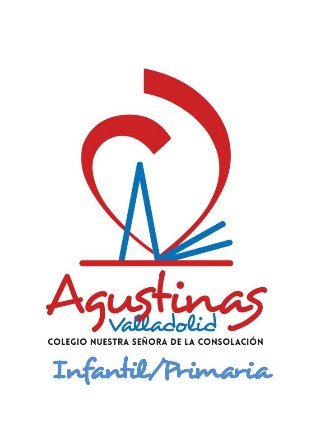 Agustinas
Valladolid
COLEGIO NUESTRA SEÑORA DE LA CONSOLACIÓN
Infantil/Primaria